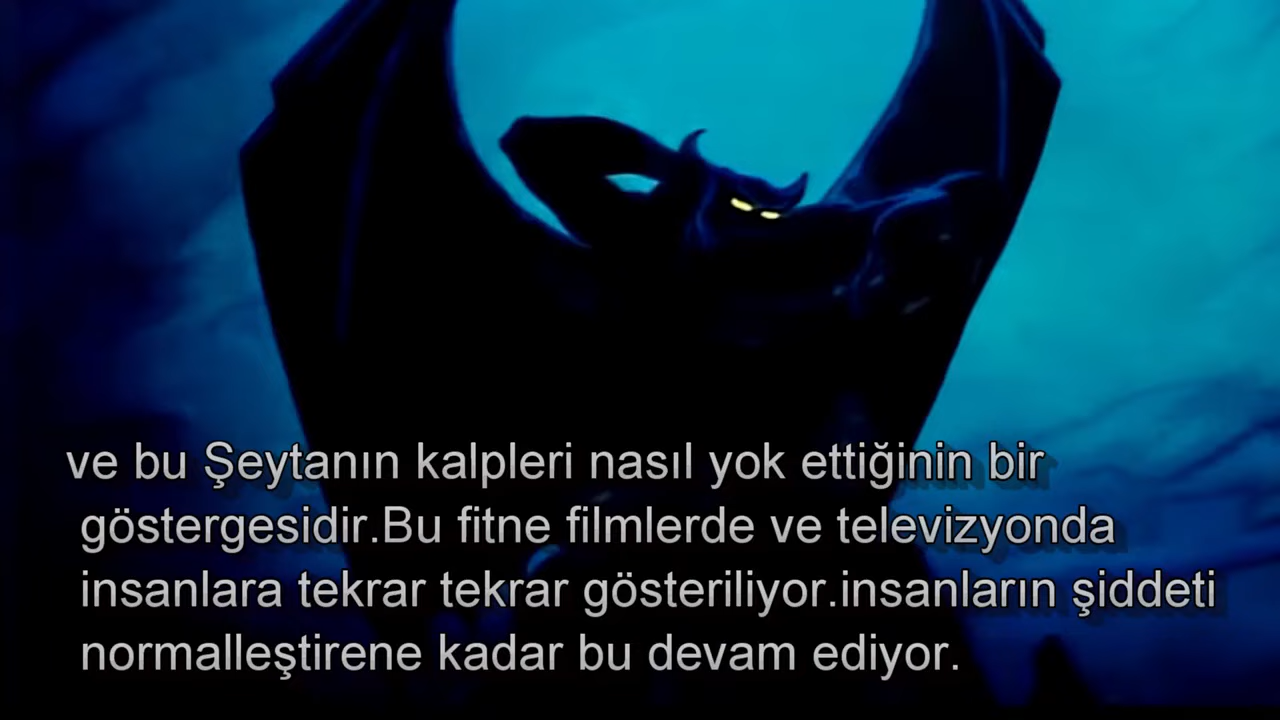 ve bu Şeytanın kalpleri nasıl yok ettiğinin bir
göstergesidir.Bu fitne filmlerde ve televizyonda
insanlara tekrar tekrar gösteriliyor.insanların şiddeti
normalleştirene kadar bu devam ediyor.